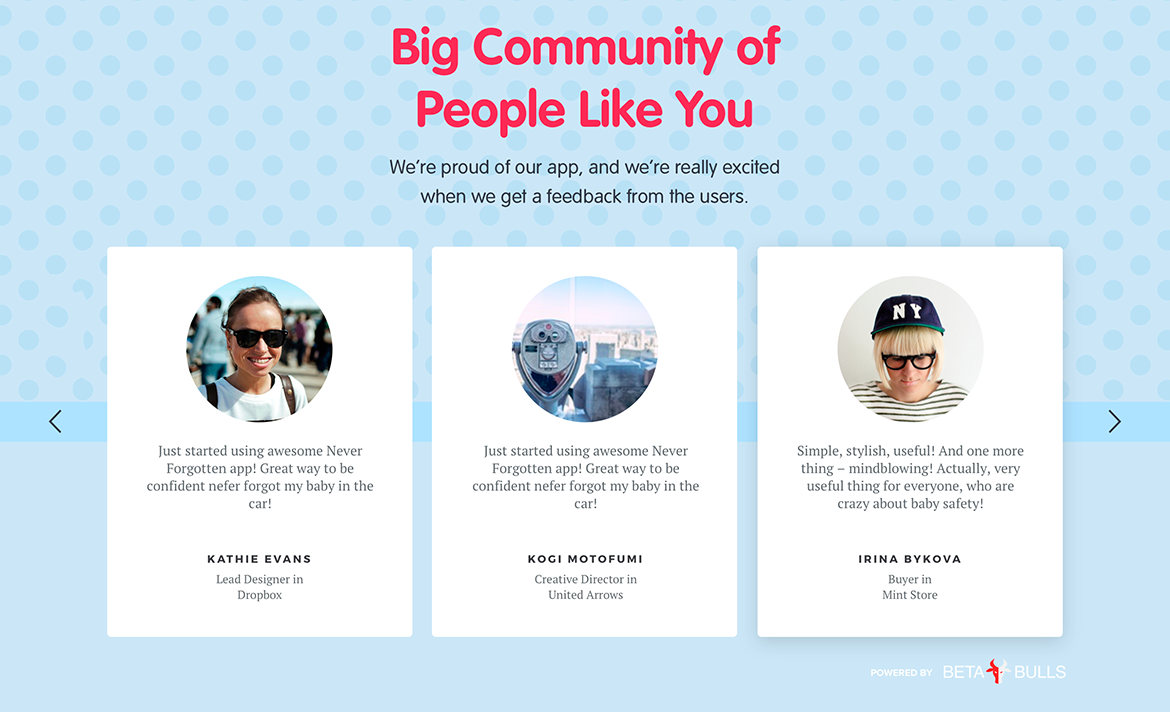 Big Community of
People Like You
We're proud of our app, and we're really excited
when we get a feedback from the users.
NY
Just started using awesome Never
Forgotten app! Great way to be
confident nefer forgot my baby in the
car!
KATHIE EVANS
Lead Designer in
Dropbox
Just started using awesome Never
Forgotten app! Great way to be
confident nefer forgot my baby in the
car!
KOGI MOTOFUMI
Creative Director in
United Arrows
Simple, stylish, useful! And one more
thing – mindblowing! Actually, very
useful thing for everyone, who are
crazy about baby safety!
IRINA BYKOVA
Buyer in
Mint Store
POWERED BY BETA BULLS